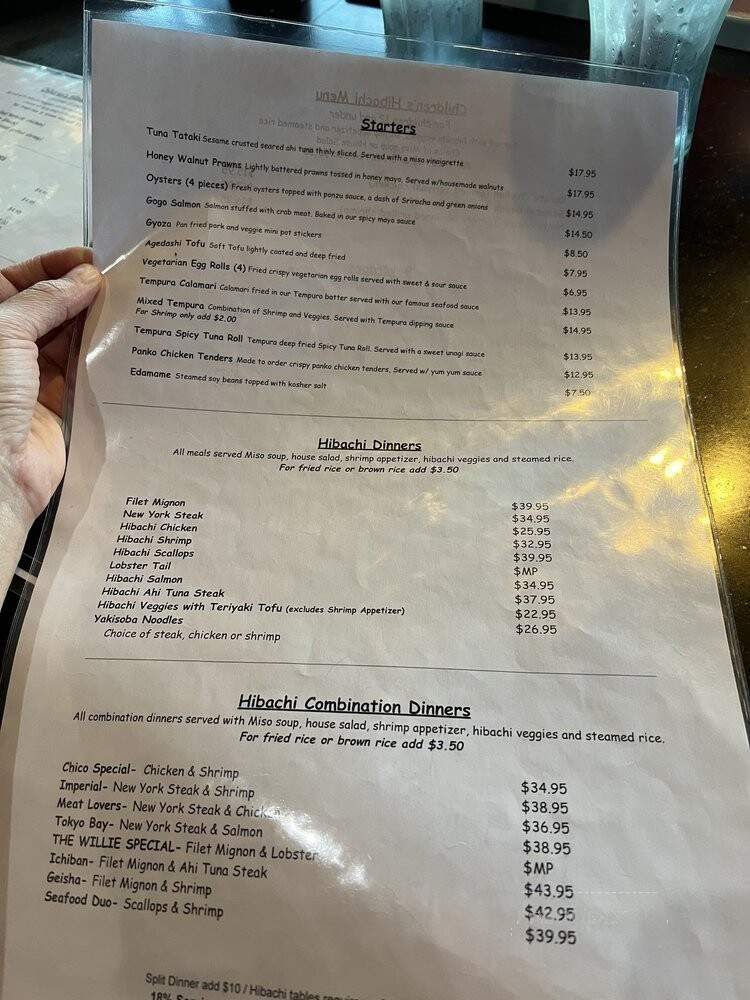 Children's Hibachi Menu
Starters
Tuna Tataki Sesame crusted seared ahi tuna thinly sliced. Served with a miso vinaigrette $17.95
Honey Walnut Prawns Lightly battered prawns tossed in honey mayo. Served w/housemade walnuts $17.95
Oysters (4 pieces) Fresh oysters topped with ponzu sauce, a dash of Sriracha and green onions $14.95
Gogo Salmon Salmon stuffed with crab meat. Baked in our spicy mayo sauce $14.50
Gyoza Pan fried pork and veggie mini pot stickers $8.50
Agedashi Tofu Soft Tofu lightly coated and deep fried $7.95
Vegetarian Egg Rolls (4) Fried crispy vegetarian egg rolls served with sweet & sour sauce $6.95
Tempura Calamari Calamari fried in our Tempura batter served with our famous seafood sauce $13.95
Mixed Tempura Combination of Shrimp and Veggies. Served with Tempura dipping sauce $14.95
For Shrimp only add $2.00
Tempura Spicy Tuna Roll Tempura deep fried Spicy Tuna Roll. Served with a sweet unagi sauce $13.95
Panko Chicken Tenders Made to order crispy panko chicken tenders. Served w/ yum yum sauce $12.95
Edamame Steamed soy beans topped with kosher salt $7.50
Hibachi Dinners
All meals served Miso soup, house salad, shrimp appetizer, hibachi veggies and steamed rice.
For fried rice or brown rice add $3.50
Filet Mignon $39.95
New York Steak $34.95
Hibachi Chicken $25.95
Hibachi Shrimp $32.95
Hibachi Scallops $39.95
Lobster Tail $MP
Hibachi Salmon $34.95
Hibachi Ahi Tuna Steak $37.95
Hibachi Veggies with Teriyaki Tofu (excludes Shrimp Appetizer) $22.95
Yakisoba Noodles $26.95
Choice of steak, chicken or shrimp
Hibachi Combination Dinners
All combination dinners served with Miso soup, house salad, shrimp appetizer, hibachi veggies and steamed rice.
For fried rice or brown rice add $3.50
Chico Special- Chicken & Shrimp $34.95
Imperial- New York Steak & Shrimp $38.95
Meat Lovers- New York Steak & Chicken $36.95
Tokyo Bay- New York Steak & Salmon $38.95
THE WILLIE SPECIAL- Filet Mignon & Lobster $MP
Ichiban- Filet Mignon & Ahi Tuna Steak $43.95
Geisha- Filet Mignon & Shrimp $42.95
Seafood Duo- Scallops & Shrimp $39.95
Split Dinner add $10 / Hibachi tables
18%